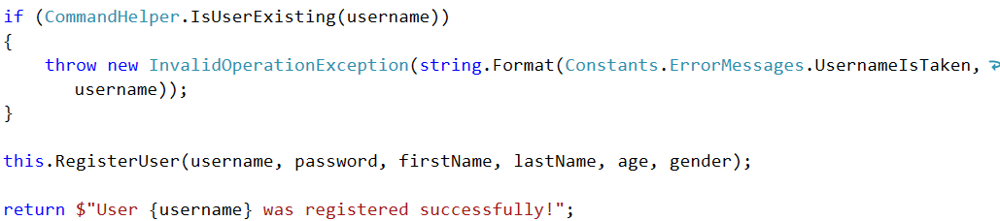 if (CommandHelper.IsUserExisting(username))
{
    throw new InvalidOperationException(string.Format(Constants.ErrorMessages.UsernameIsTaken,
       username));
}

this.RegisterUser(username, password, firstName, lastName, age, gender);

return $"User {username} was registered successfully!";